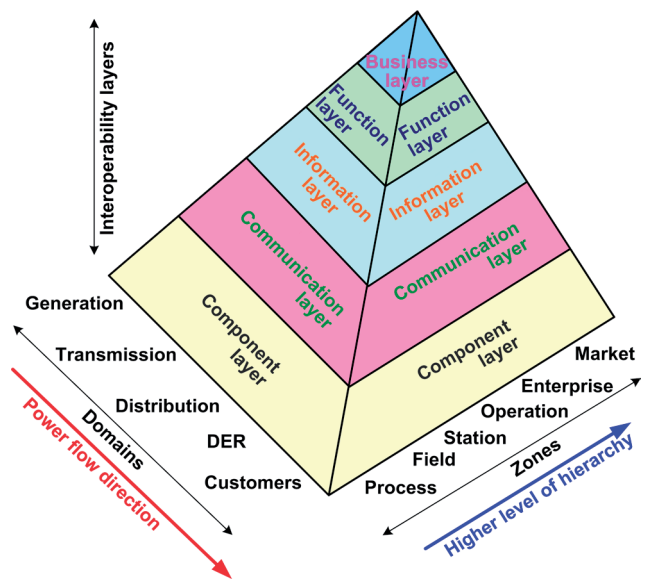 Interoperability layers
Business
layer
Function
layer
Function
layer
Information
layer
Information
layer
Communication
layer
Communication
layer
Component
layer
Component
layer
Generation
Transmission
Distribution
DER
Customers
Domains
Power flow direction
Market
Enterprise
Operation
Station
Field
Process
Zones
Higher level of hierarchy